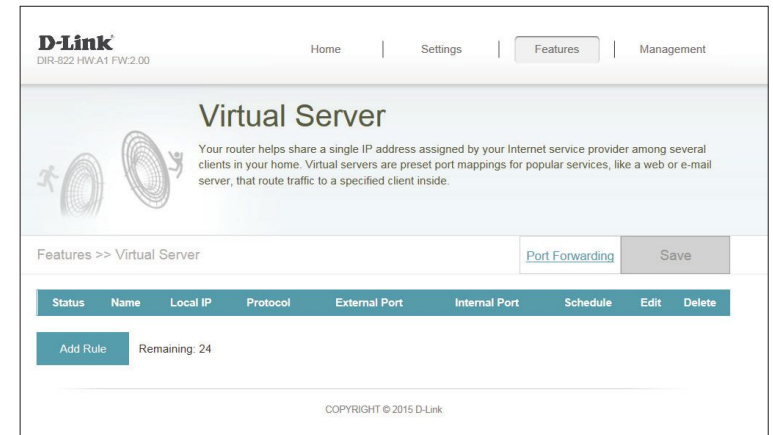 D-Link
DIR-822 HW:A1 FW:2.00
Home | Settings | Features | Management
Virtual Server
Your router helps share a single IP address assigned by your Internet service provider among several
clients in your home. Virtual servers are preset port mappings for popular services, like a web or e-mail
server, that route traffic to a specified client inside.
Features >> Virtual Server
Port Forwarding
Save
Status Name Local IP Protocol External Port Internal Port Schedule Edit Delete
Add Rule Remaining: 24
COPYRIGHT © 2015 D-Link